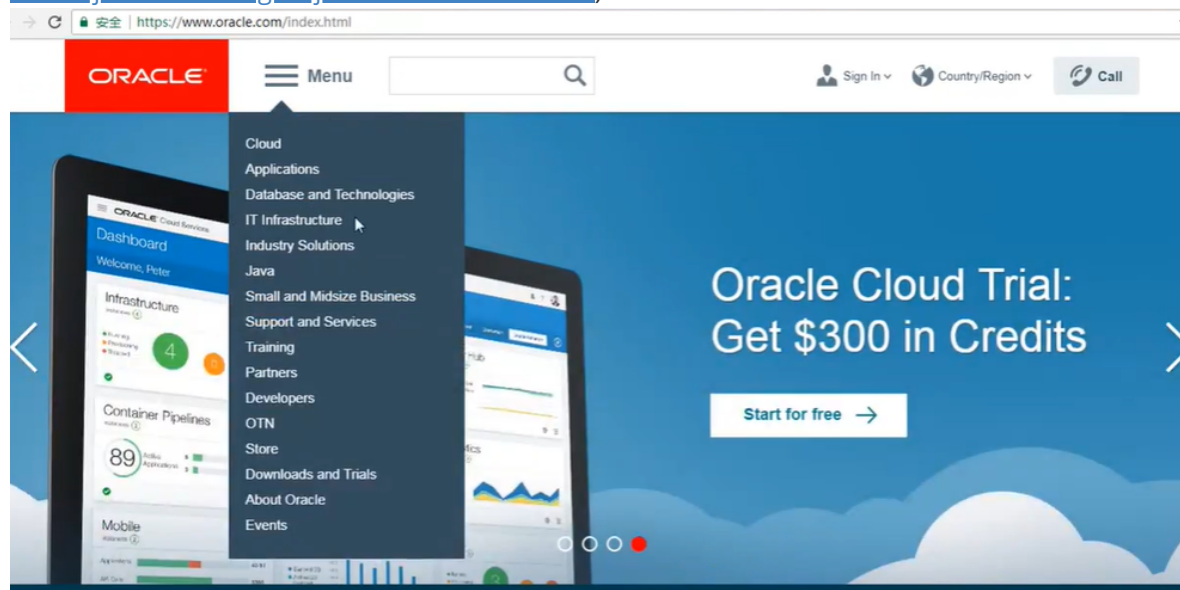 安全 | https://www.oracle.com/index.html
ORACLE
Menu
Sign In
Country/Region
Call
Cloud
Applications
Database and Technologies
IT Infrastructure
Industry Solutions
Java
Small and Midsize Business
Support and Services
Training
Partners
Developers
OTN
Store
Downloads and Trials
About Oracle
Events
ORACLE Cloud Services
Dashboard
Welcome, Peter
Infrastructure
4
0
Container Pipelines
89
Active
Applications
Mobile
Oracle Cloud Trial:
Get $300 in Credits
Start for free